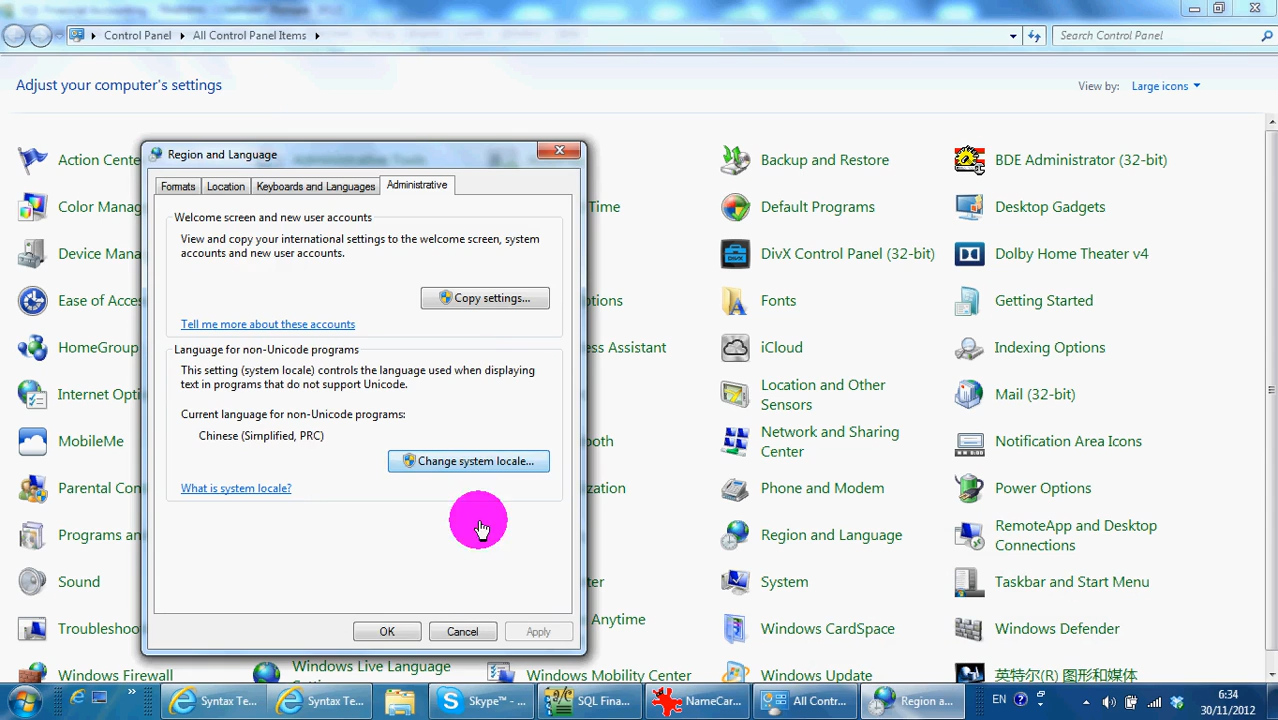 Control Panel
All Control Panel Items
Search Control Panel
Adjust your computer's settings
View by: Large icons
Action Cente
Backup and Restore
BDE Administrator (32-bit)
Color Manag
Time
Default Programs
Desktop Gadgets
Device Mana
DivX Control Panel (32-bit)
Dolby Home Theater v4
Ease of Acces
ptions
Fonts
Getting Started
HomeGroup
ess Assistant
iCloud
Indexing Options
Internet Opti
Location and Other
Sensors
Mail (32-bit)
MobileMe
ooth
Network and Sharing
Center
Notification Area Icons
Parental Con
ization
Phone and Modem
Power Options
Programs an
Region and Language
RemoteApp and Desktop
Connections
Sound
ter
System
Taskbar and Start Menu
Troubleshoo
Anytime
Windows CardSpace
Windows Defender
Windows Firewall
Windows Live Language
Windows Mobility Center
Windows Update
英特尔(R) 图形和媒体
Region and Language
Formats
Location
Keyboards and Languages
Administrative
Welcome screen and new user accounts
View and copy your international settings to the welcome screen, system
accounts and new user accounts.
Copy settings...
Tell me more about these accounts
Language for non-Unicode programs
This setting (system locale) controls the language used when displaying
text in programs that do not support Unicode.
Current language for non-Unicode programs:
Chinese (Simplified, PRC)
Change system locale...
What is system locale?
OK
Cancel
Apply
Syntax Te...
Syntax Te...
Skype™ - ...
SQL Fina...
NameCar...
All Contr...
Region a...
EN
6:34
30/11/2012